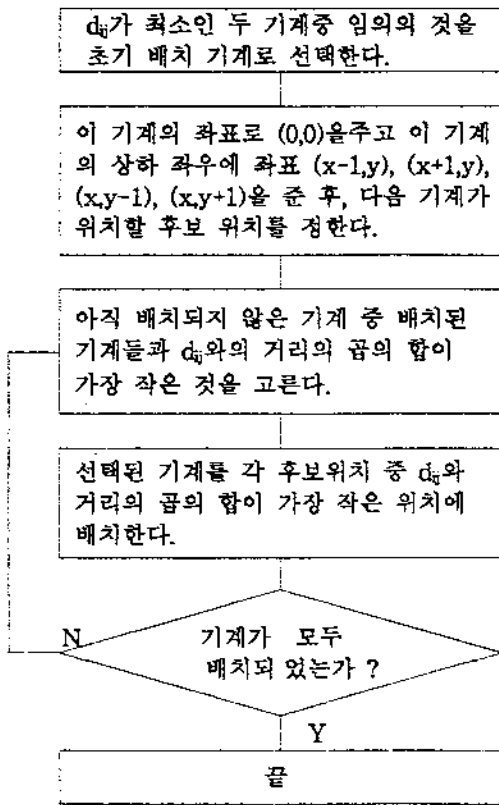 d_ij가 최소인 두 기계중 임의의 것을
초기 배치 기계로 선택한다.
이 기계의 좌표로 (0,0)을주고 이 기계
의 상하 좌우에 좌표 (x-1,y), (x+1,y),
(x,y-1), (x,y+1)을 준 후, 다음 기계가
위치할 후보 위치를 정한다.
아직 배치되지 않은 기계 중 배치된
기계들과 d_ij와의 거리의 곱의 합이
가장 작은 것을 고른다.
선택된 기계를 각 후보위치 중 d_ij와
거리의 곱의 합이 가장 작은 위치에
배치한다.
N
기계가 모두
배치되 었는가 ?
Y
끝